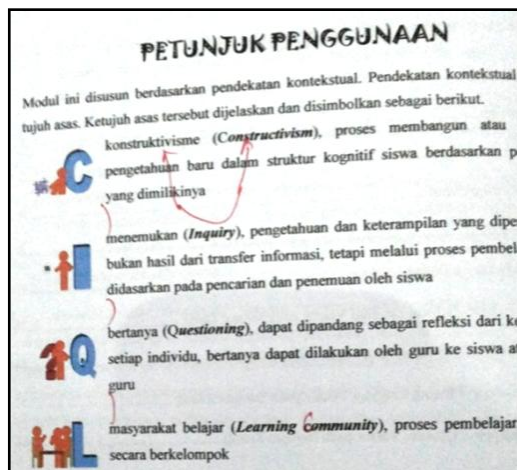 PETUNJUK PENGGUNAAN
Modul ini disusun berdasarkan pendekatan kontekstual. Pendekatan kontekstual
tujuh asas. Ketujuh asas tersebut dijelaskan dan disimbolkan sebagai berikut.
konstruktivisme (Constructivism), proses membangun atau
C
pengetahuan baru dalam struktur kognitif siswa berdasarkan p
yang dimilikinya
menemukan (Inquiry), pengetahuan dan keterampilan yang dipe
I
bukan hasil dari transfer informasi, tetapi melalui proses pembel
didasarkan pada pencarian dan penemuan oleh siswa
bertanya (Questioning), dapat dipandang sebagai refleksi dari k
Q
setiap individu, bertanya dapat dilakukan oleh guru ke siswa a
guru
masyarakat belajar (Learning Community), proses pembelajar
L
secara berkelompok